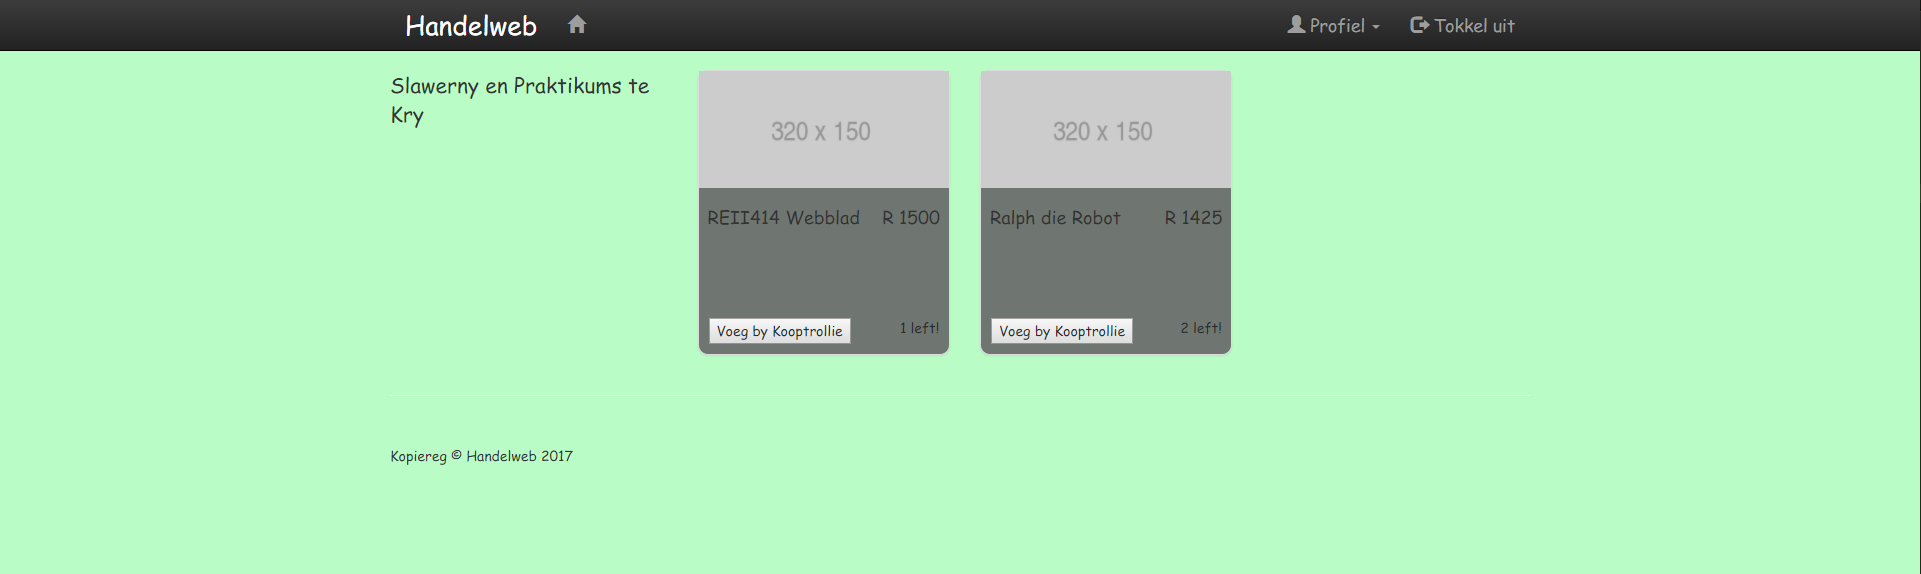 Handelweb
Profiel
Tokkel uit
Slawerny en Praktikums te
Kry
320 x 150
320 x 150
REII414 Webblad R 1500
Ralph die Robot R 1425
Voeg by Kooptrollie 1 left!
Voeg by Kooptrollie 2 left!
Kopiereg © Handelweb 2017